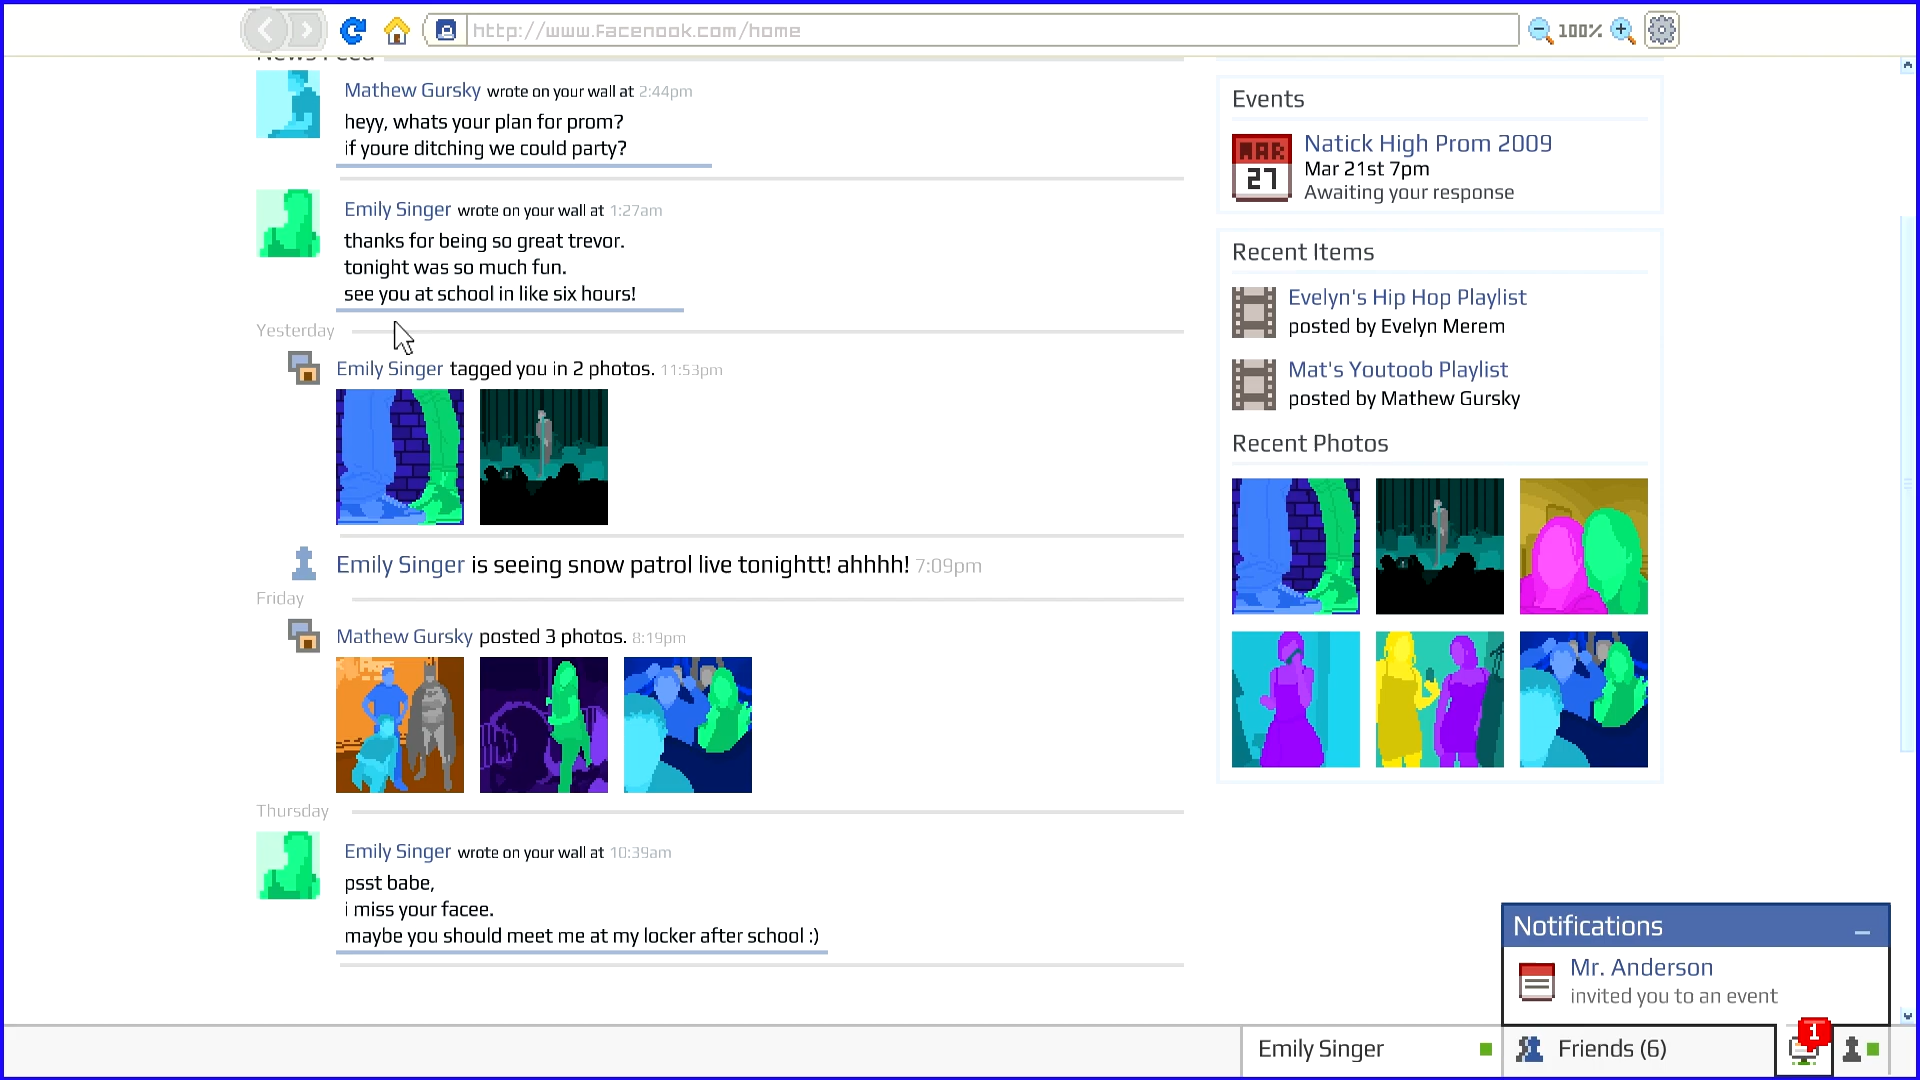 http://www.facenook.com/home
100%
News Feed
Mathew Gursky wrote on your wall at 2:44pm
heyy, whats your plan for prom?
if youre ditching we could party?
Emily Singer wrote on your wall at 1:27am
thanks for being so great trevor.
tonight was so much fun.
see you at school in like six hours!
Yesterday
Emily Singer tagged you in 2 photos. 11:53pm
Emily Singer is seeing snow patrol live tonightt! ahhhh! 7:09pm
Friday
Mathew Gursky posted 3 photos. 8:19pm
Thursday
Emily Singer wrote on your wall at 10:39am
psst babe,
i miss your facee.
maybe you should meet me at my locker after school :)
Events
MAR
27
Natick High Prom 2009
Mar 21st 7pm
Awaiting your response
Recent Items
Evelyn's Hip Hop Playlist
posted by Evelyn Merem
Mat's Youtoob Playlist
posted by Mathew Gursky
Recent Photos
Notifications
Mr. Anderson
invited you to an event
Emily Singer
Friends (6)
1